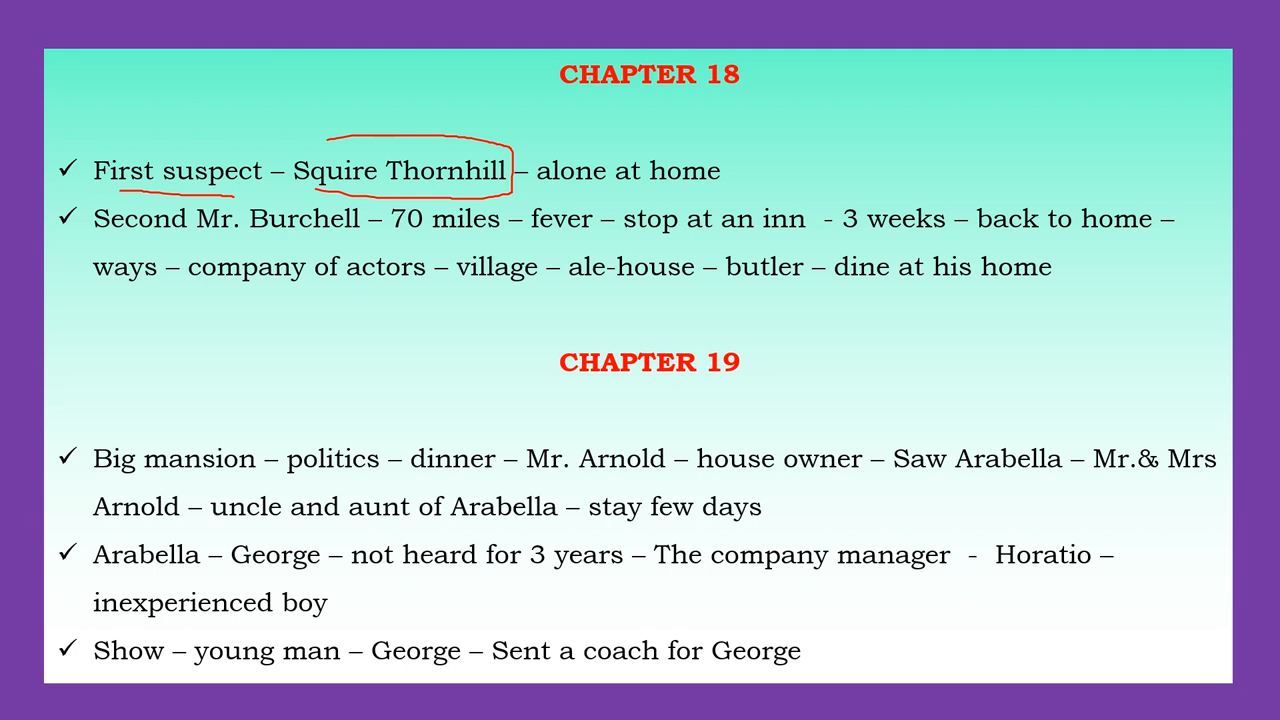 CHAPTER 18
✓ First suspect – Squire Thornhill – alone at home
✓ Second Mr. Burchell – 70 miles – fever – stop at an inn - 3 weeks – back to home –
ways – company of actors – village – ale-house – butler – dine at his home
CHAPTER 19
✓ Big mansion – politics – dinner – Mr. Arnold – house owner – Saw Arabella – Mr.& Mrs
Arnold – uncle and aunt of Arabella – stay few days
✓ Arabella – George – not heard for 3 years – The company manager - Horatio –
inexperienced boy
✓ Show – young man – George – Sent a coach for George